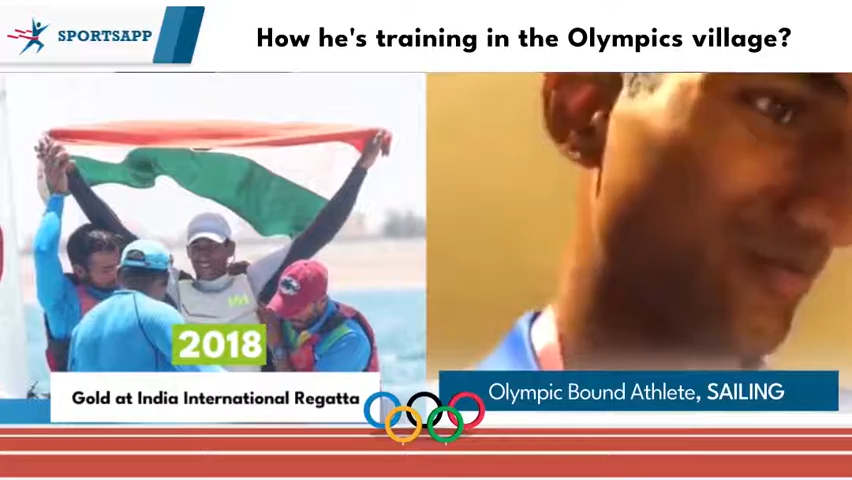 SPORTSAPP
How he's training in the Olympics village?
2018
Gold at India International Regatta
Olympic Bound Athlete, SAILING